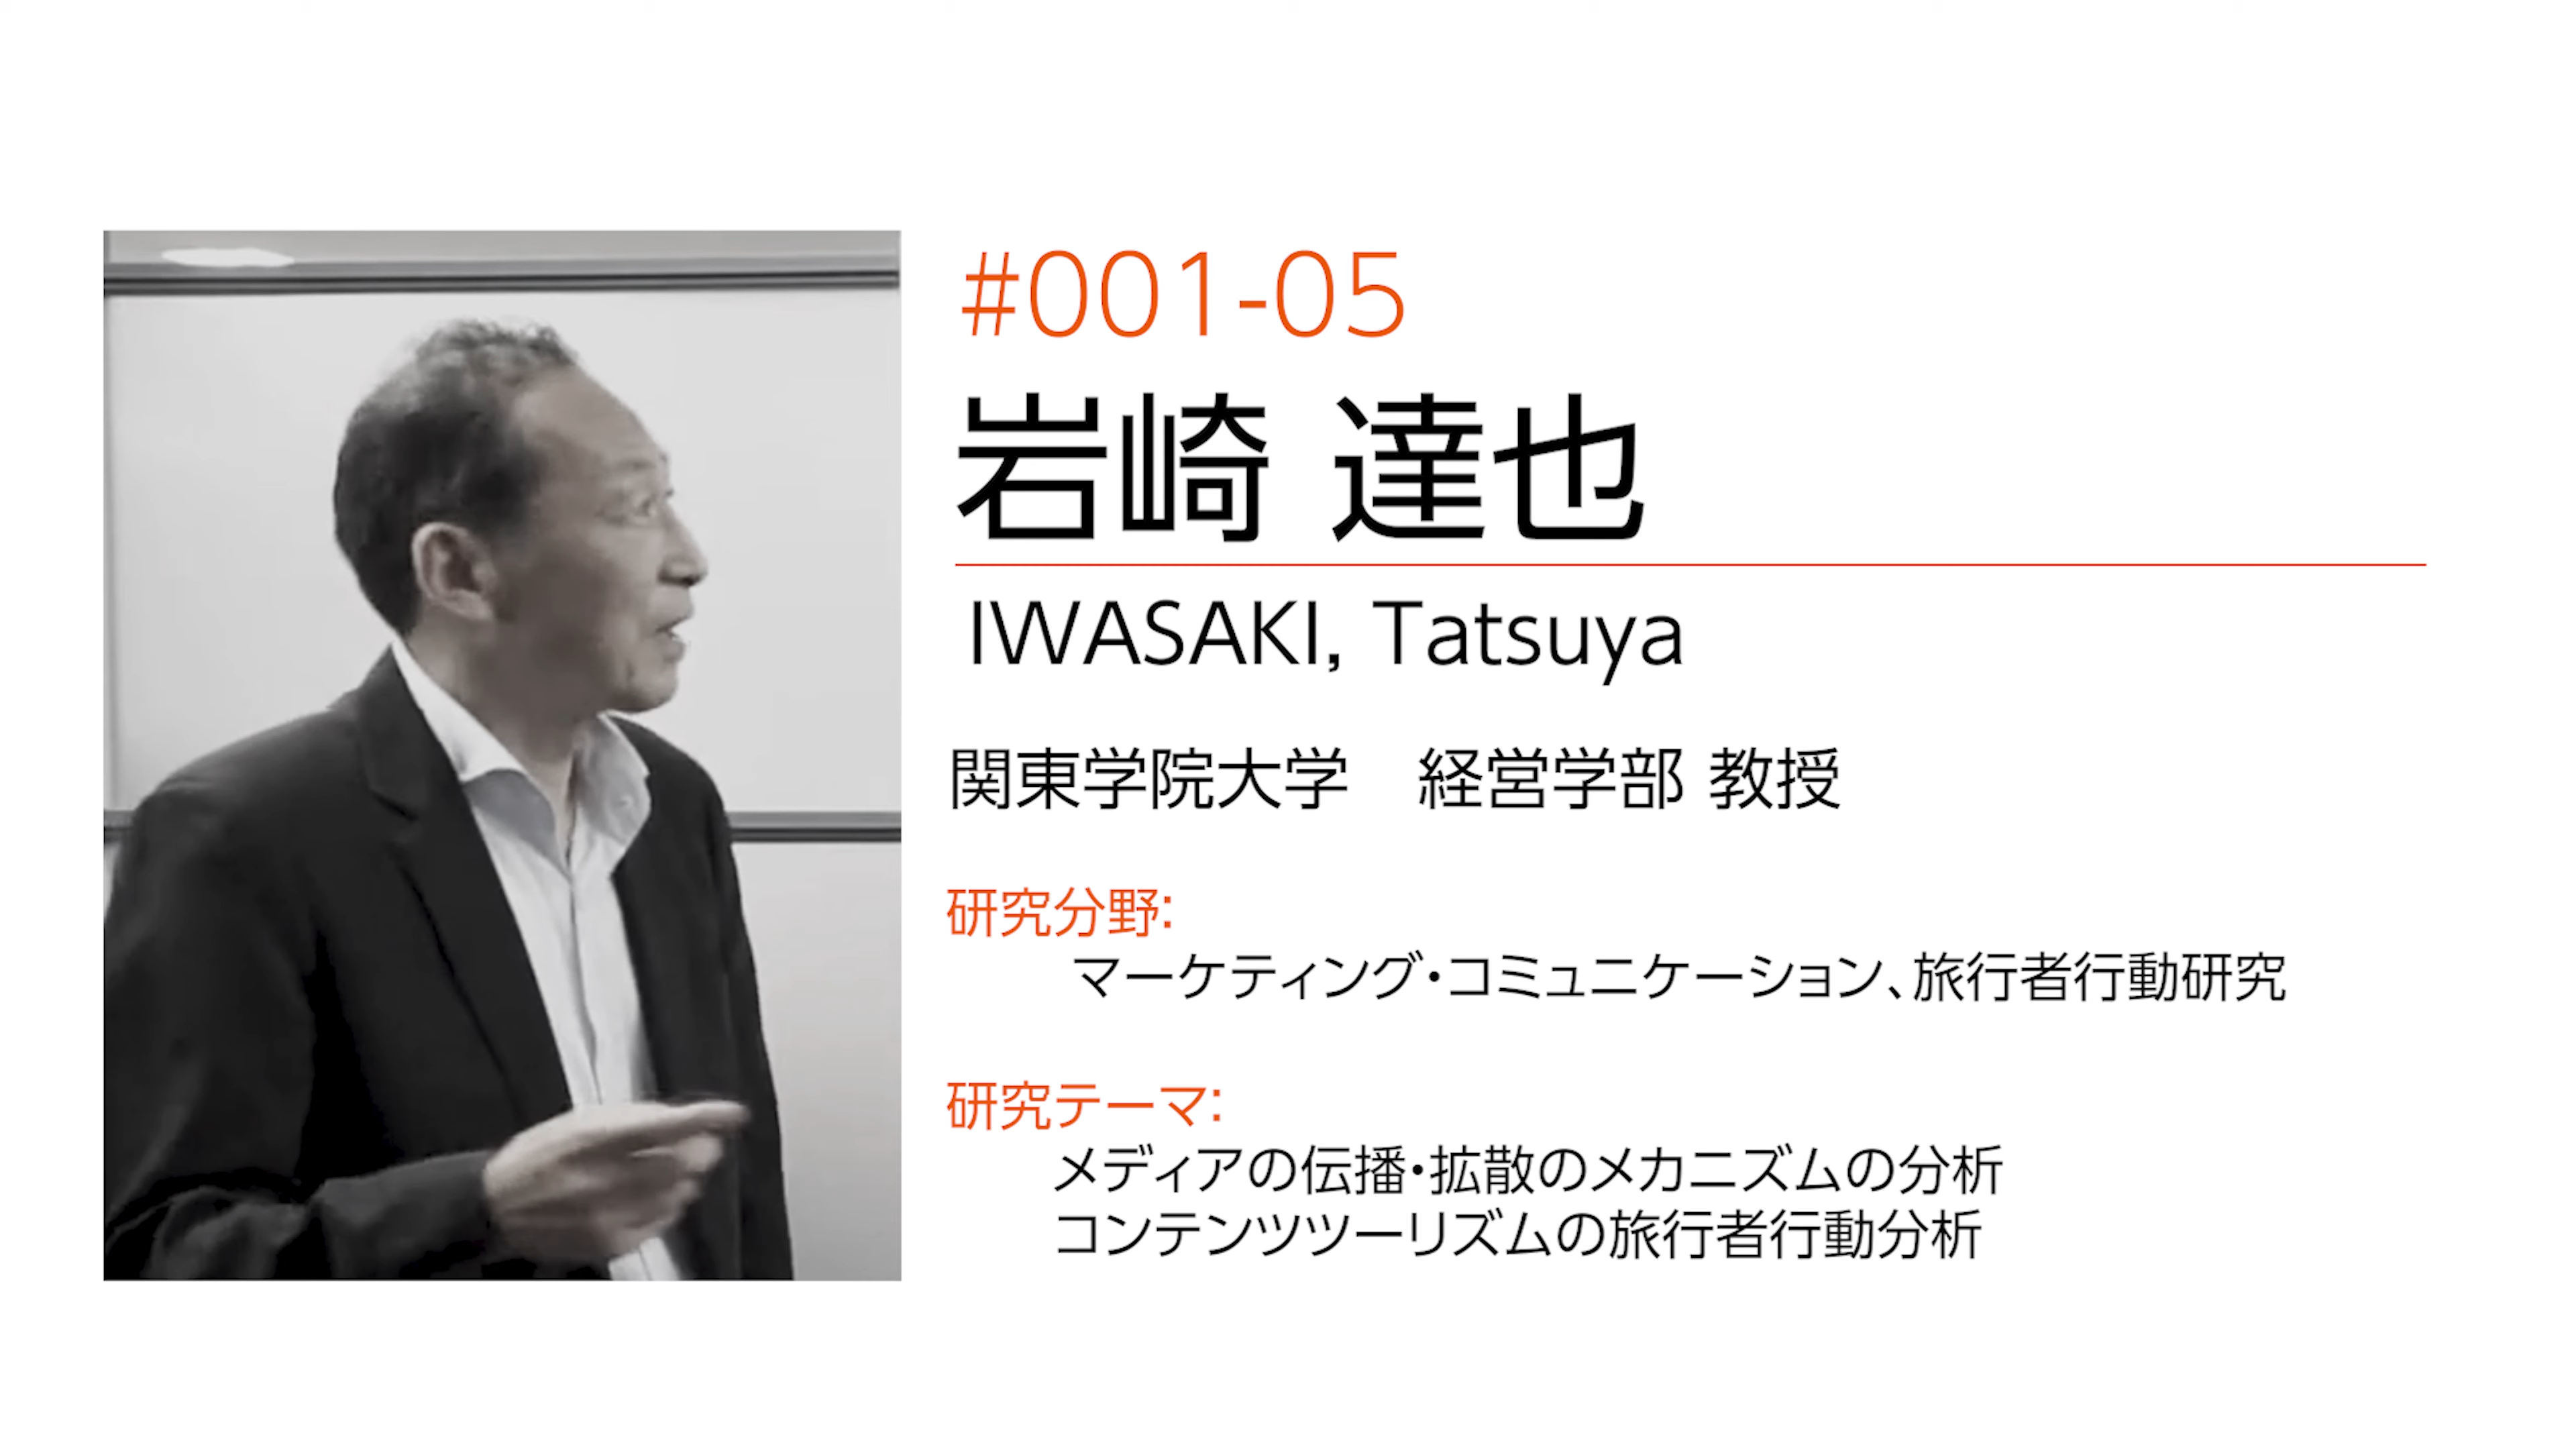 #001-05
岩崎 達也
IWASAKI, Tatsuya
関東学院大学　経営学部 教授
研究分野:
マーケティング・コミュニケーション、旅行者行動研究
研究テーマ:
メディアの伝播・拡散のメカニズムの分析
コンテンツツーリズムの旅行者行動分析